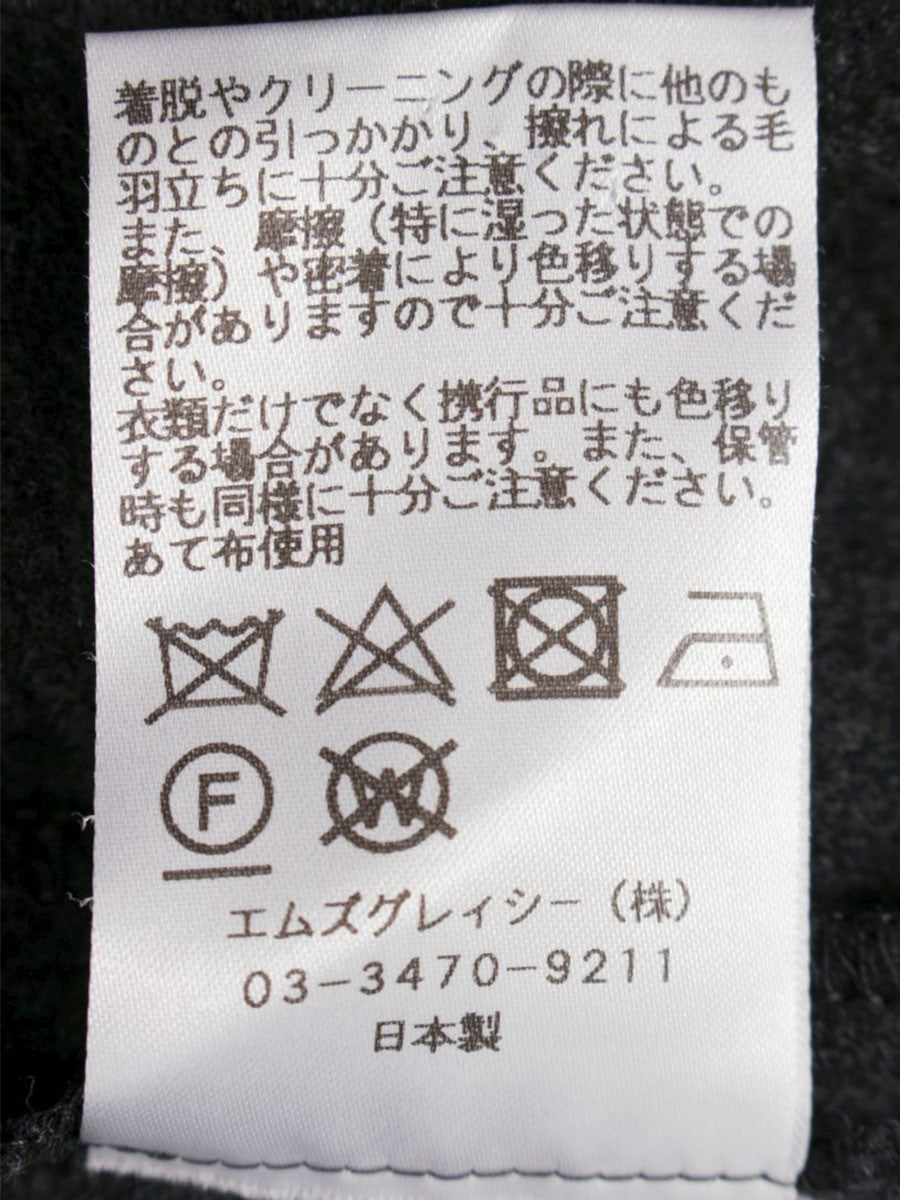 着脱やクリーニングの際に他のも
のとの引っかかり、擦れによる毛
羽立ちに十分ご注意ください。
また、摩擦（特に湿った状態での
摩擦）や密着により色移りする場
合がありますので十分ご注意くだ
さい。
衣類だけでなく携行品にも色移り
する場合があります。また、保管
時も同様に十分ご注意ください。
あて布使用
F W
エムズグレィシー（株）
03-3470-9211
日本製